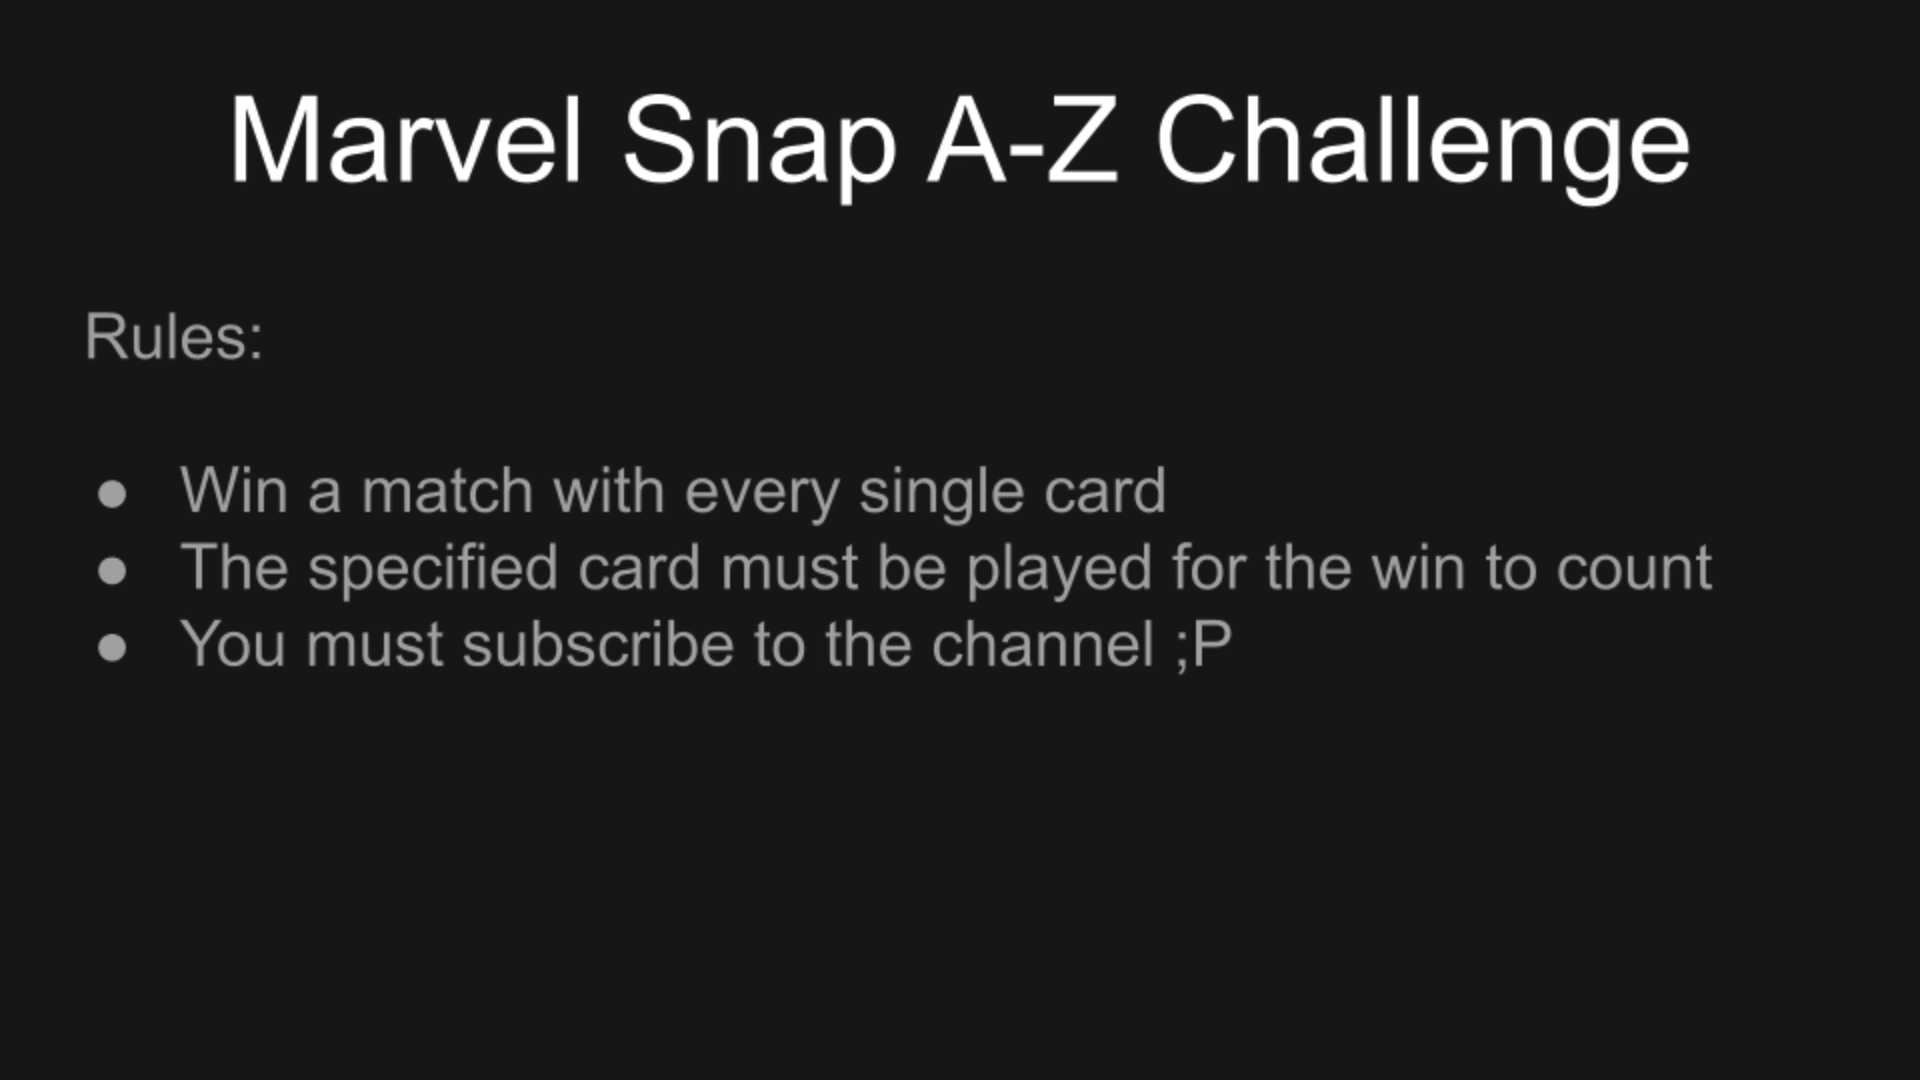 Marvel Snap A-Z Challenge
Rules:
● Win a match with every single card
● The specified card must be played for the win to count
● You must subscribe to the channel ;P